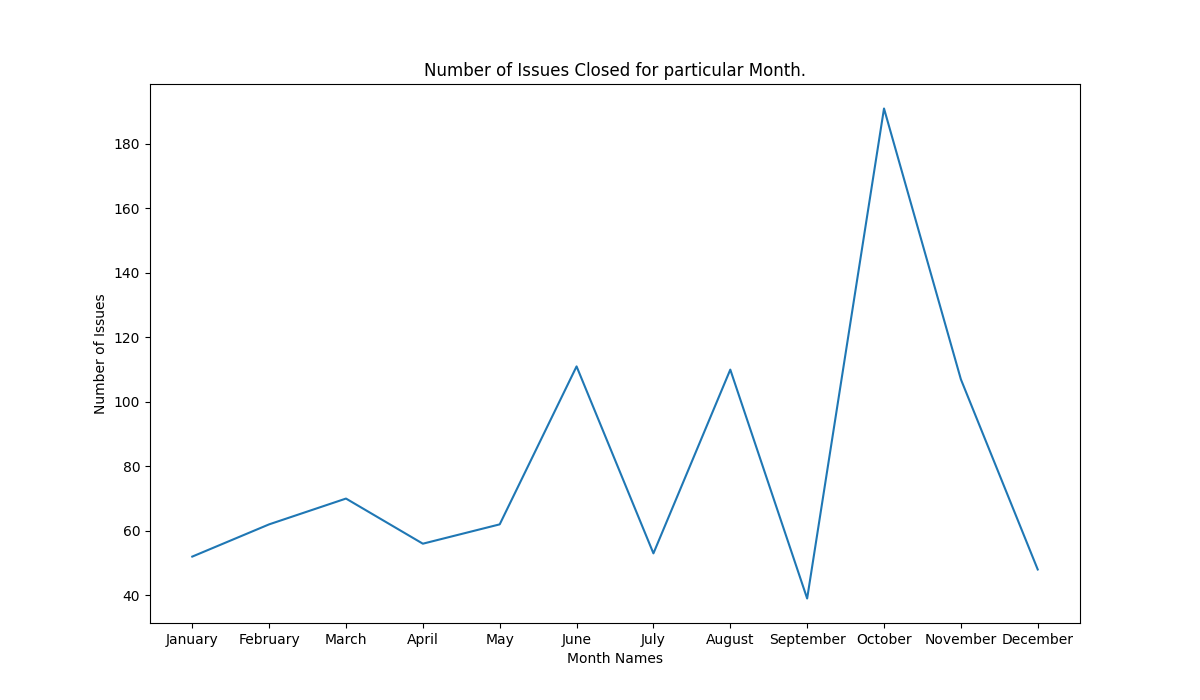 Number of Issues Closed for particular Month.
Number of Issues
180
160
140
120
100
80
60
40
January February March April May June July August September October November December
Month Names